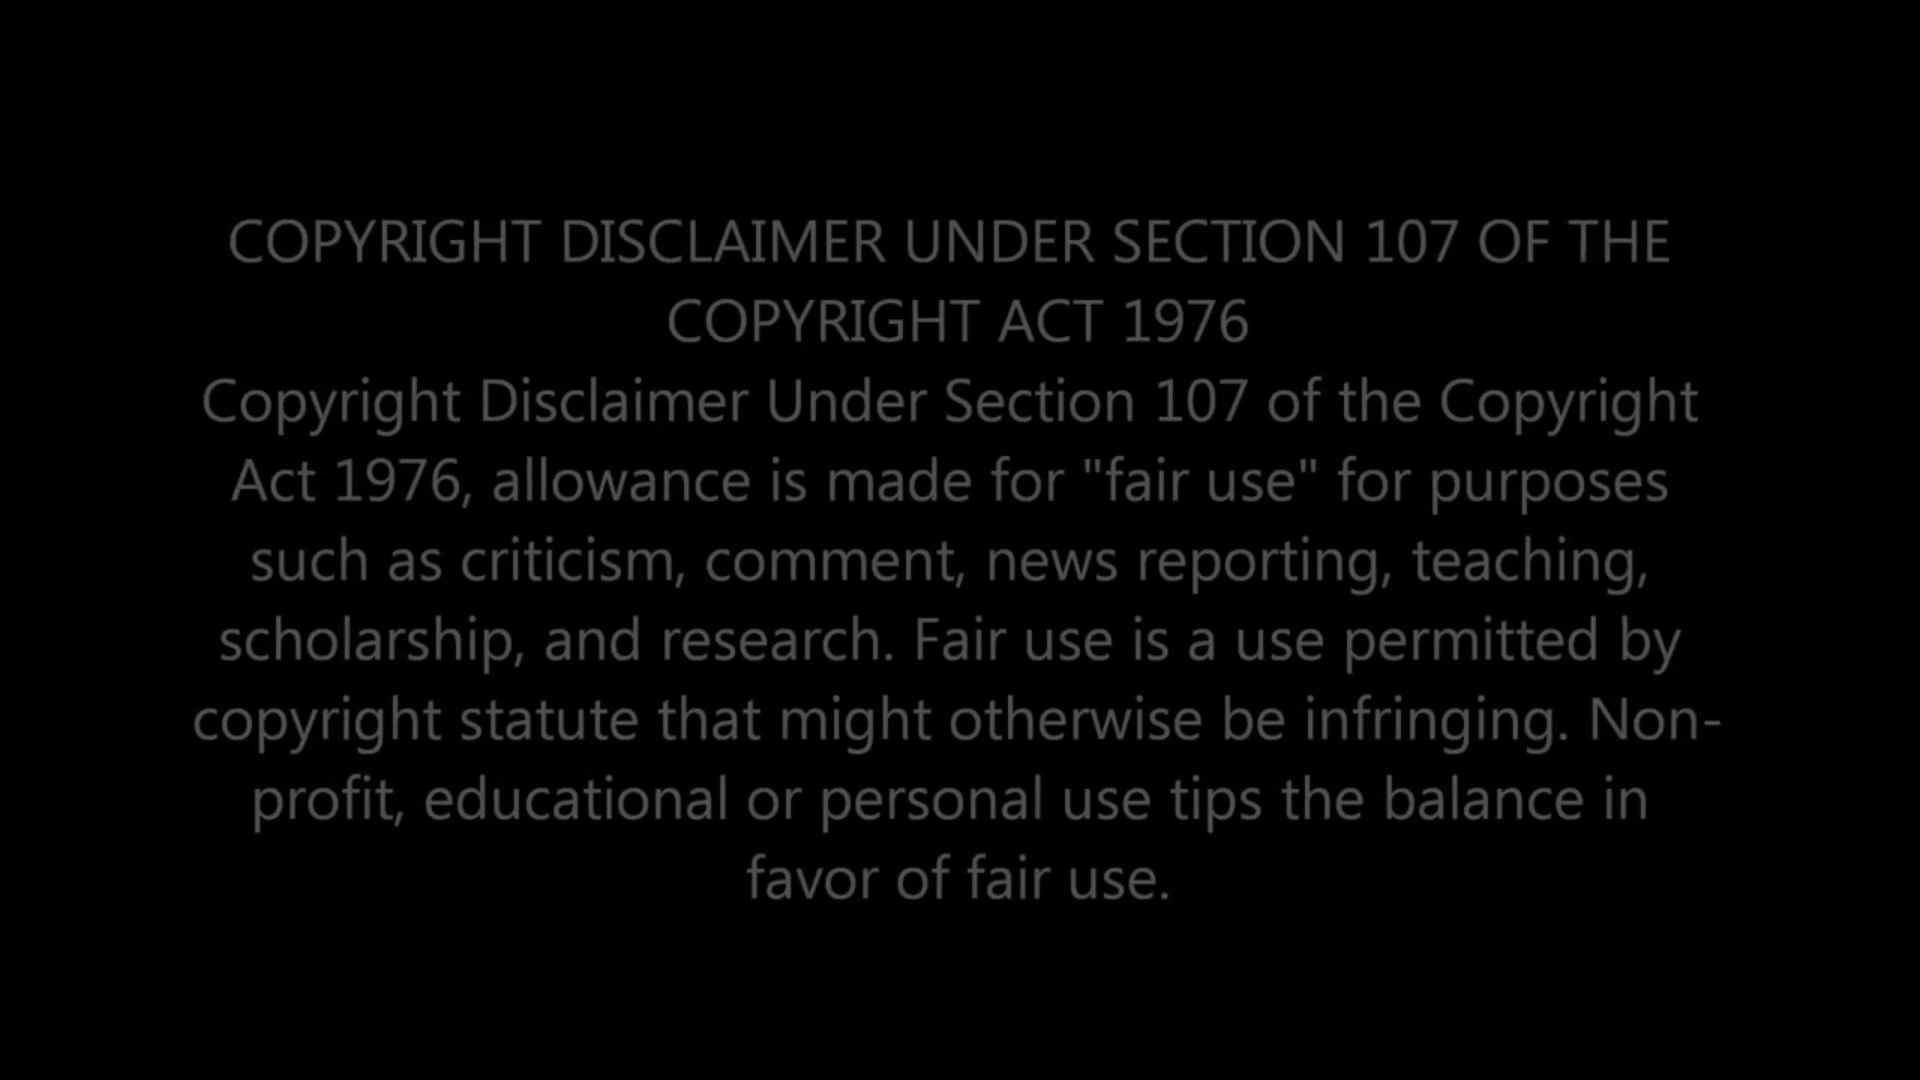 COPYRIGHT DISCLAIMER UNDER SECTION 107 OF THE
COPYRIGHT ACT 1976
Copyright Disclaimer Under Section 107 of the Copyright
Act 1976, allowance is made for "fair use" for purposes
such as criticism, comment, news reporting, teaching,
scholarship, and research. Fair use is a use permitted by
copyright statute that might otherwise be infringing. Non-
profit, educational or personal use tips the balance in
favor of fair use.